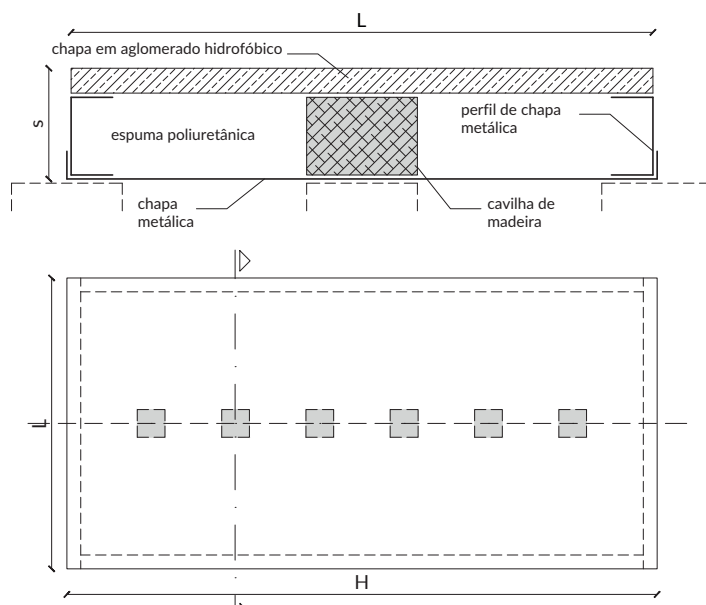 L
chapa em aglomerado hidrofóbico
s
espuma poliuretânica
perfil de chapa
metálica
chapa
metálica
cavilha de
madeira
L
H